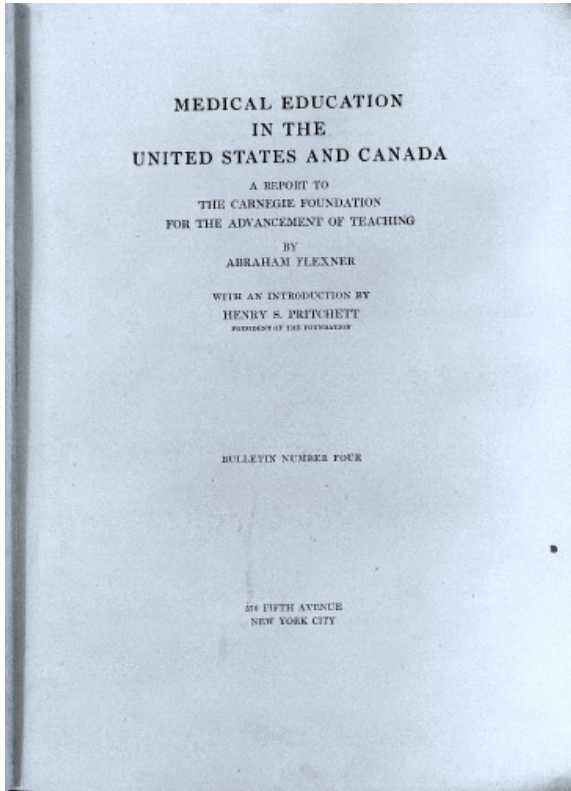 MEDICAL EDUCATION
IN THE
UNITED STATES AND CANADA
A REPORT TO
THE CARNEGIE FOUNDATION
FOR THE ADVANCEMENT OF TEACHING
BY
ABRAHAM FLEXNER
WITH AN INTRODUCTION BY
HENRY S. PRITCHETT
PRESIDENT OF THE FOUNDATION
BULLETIN NUMBER FOUR
576 FIFTH AVENUE
NEW YORK CITY